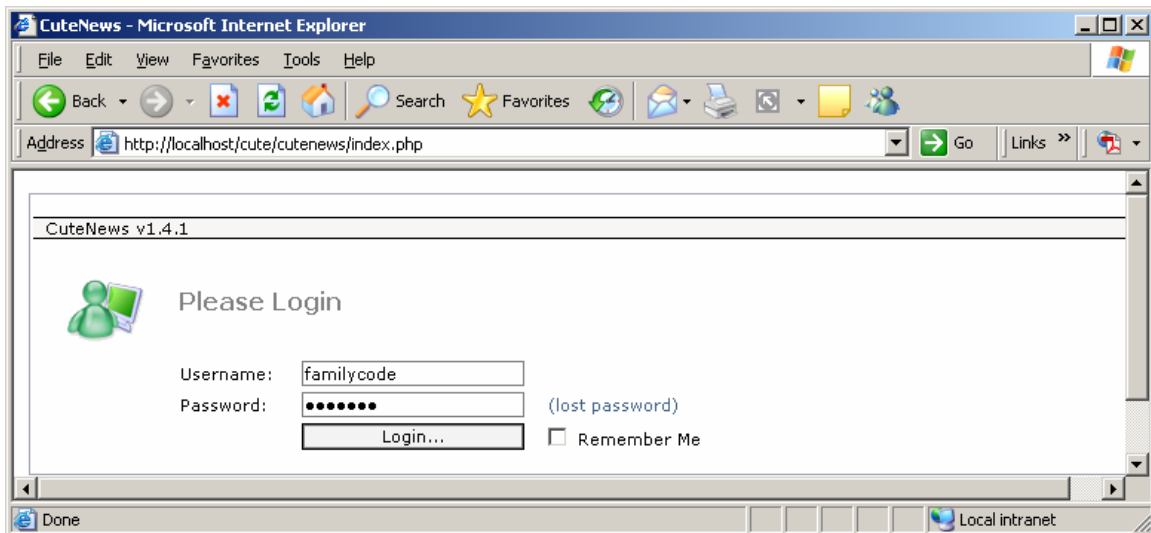 CuteNews - Microsoft Internet Explorer
File Edit View Favorites Tools Help
Back Search Favorites
Address http://localhost/cute/cutenews/index.php Go Links »
CuteNews v1.4.1
Please Login
Username: familycode
Password: ●●●●●●● (lost password)
Login... Remember Me
Done Local intranet